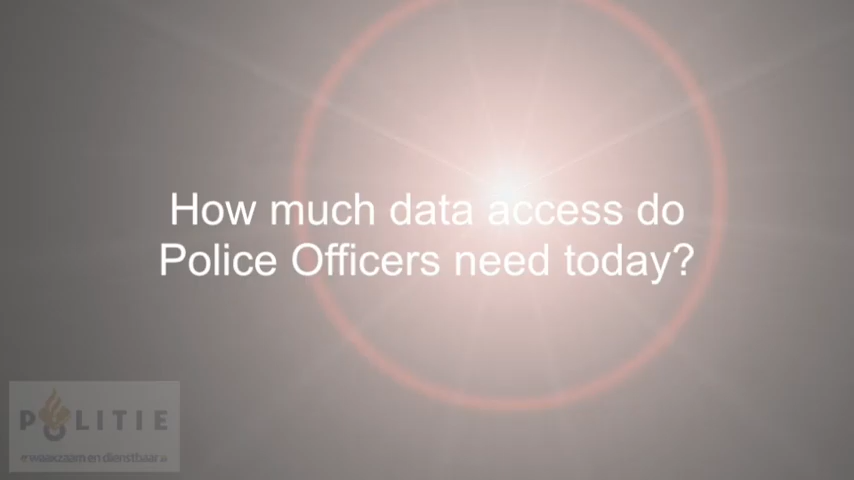 How much data access do
Police Officers need today?
POLITIE
«waakzaam en dienstbaar»